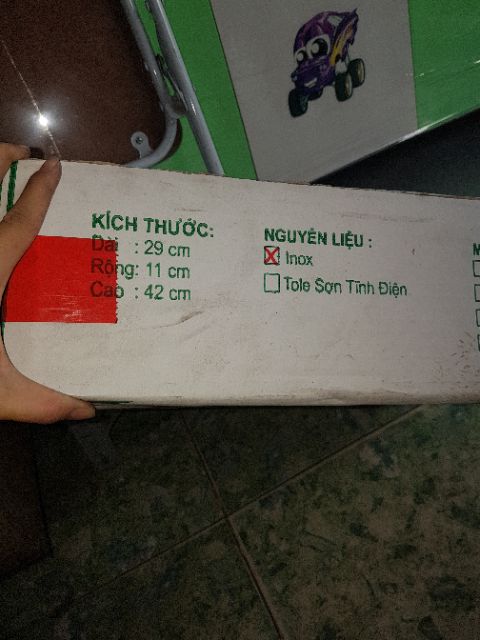 KÍCH THƯỚC:
Dài : 29 cm
Rộng: 11 cm
Cao : 42 cm
NGUYÊN LIỆU :
Inox
Tole Sơn Tĩnh Điện
M